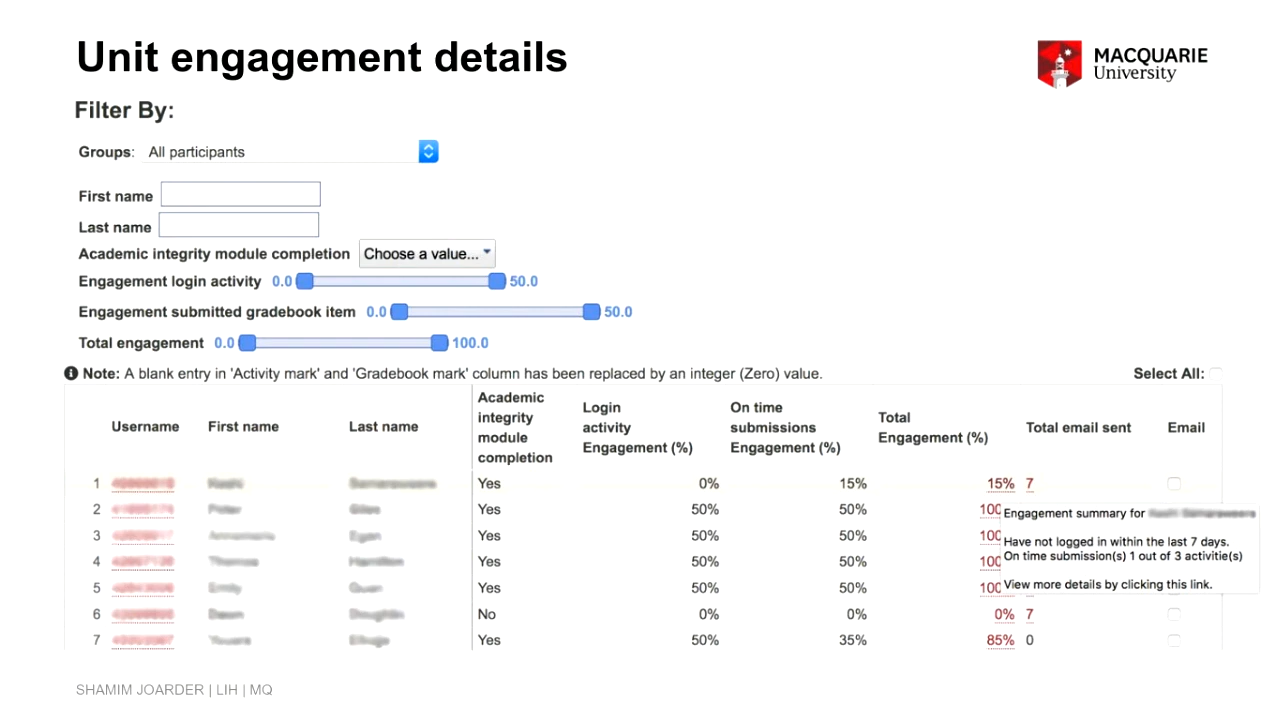 Unit engagement details
MACQUARIE
University
Filter By:
Groups: All participants
First name
Last name
Academic integrity module completion Choose a value...
Engagement login activity 0.0 50.0
Engagement submitted gradebook item 0.0 50.0
Total engagement 0.0 100.0
Note: A blank entry in 'Activity mark' and 'Gradebook mark' column has been replaced by an integer (Zero) value. Select All:
Username First name Last name Academic integrity module completion Login activity Engagement (%) On time submissions Engagement (%) Total Engagement (%) Total email sent Email
1 Yes 0% 15% 15% 7
2 Yes 50% 50% 100
3 Yes 50% 50% 100
4 Yes 50% 50% 100
5 Yes 50% 50% 100
6 No 0% 0% 0% 7
7 Yes 50% 35% 85% 0
Engagement summary for
Have not logged in within the last 7 days.
On time submission(s) 1 out of 3 activitie(s)
View more details by clicking this link.
SHAMIM JOARDER | LIH | MQ